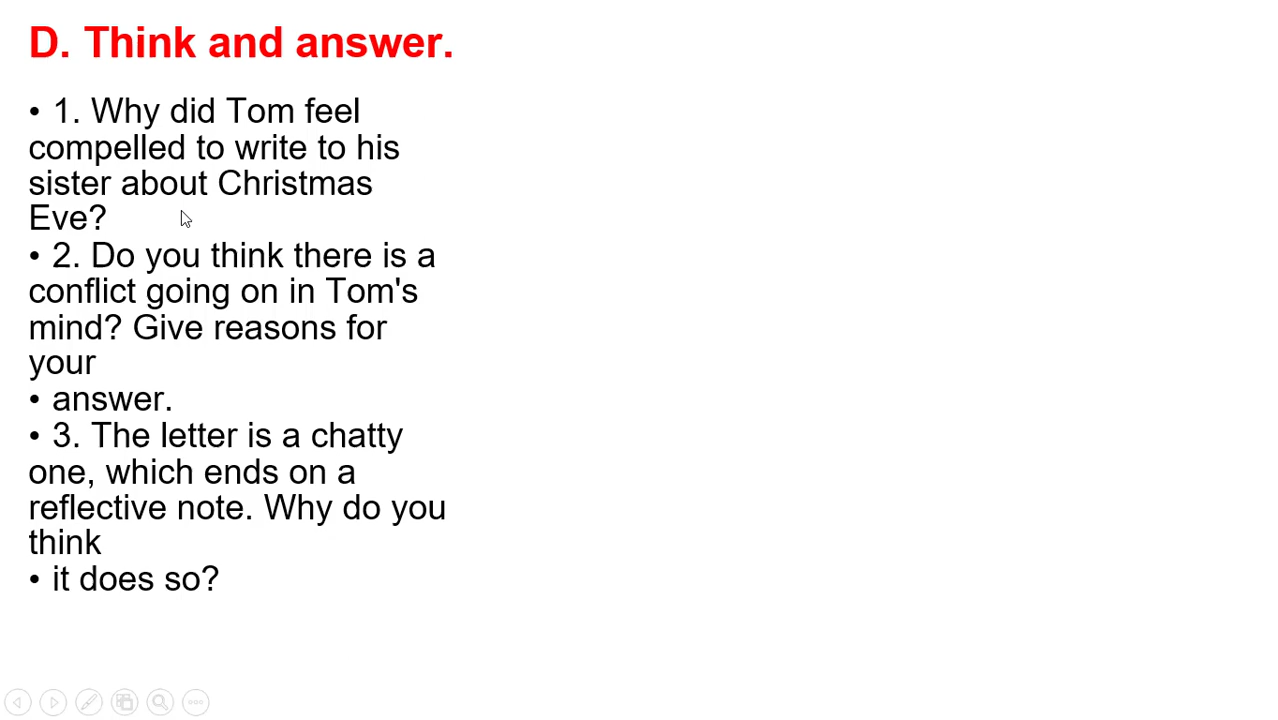 D. Think and answer.
• 1. Why did Tom feel
compelled to write to his
sister about Christmas
Eve?
• 2. Do you think there is a
conflict going on in Tom's
mind? Give reasons for
your
• answer.
• 3. The letter is a chatty
one, which ends on a
reflective note. Why do you
think
• it does so?